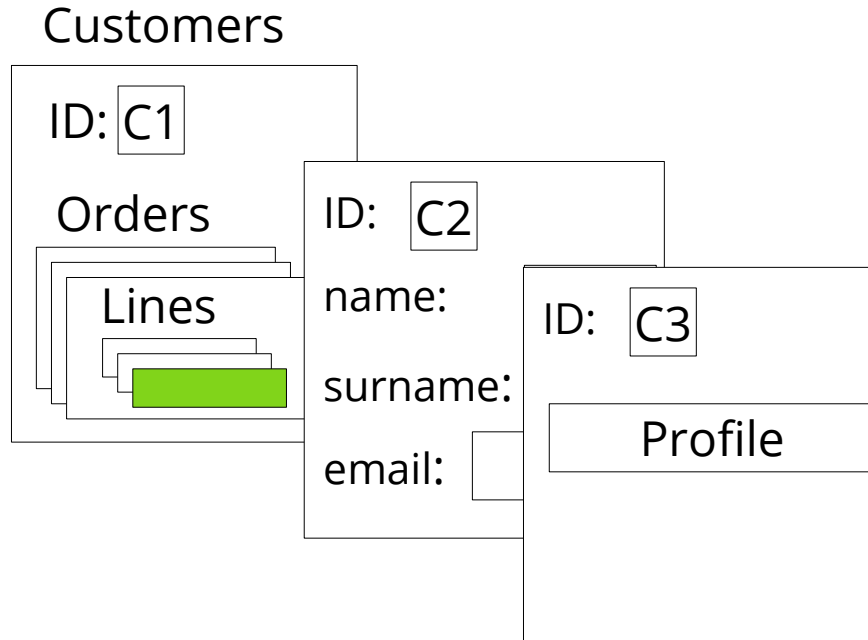 Customers
ID: C1
Orders
Lines
ID: C2
name:
surname:
email:
ID: C3
Profile